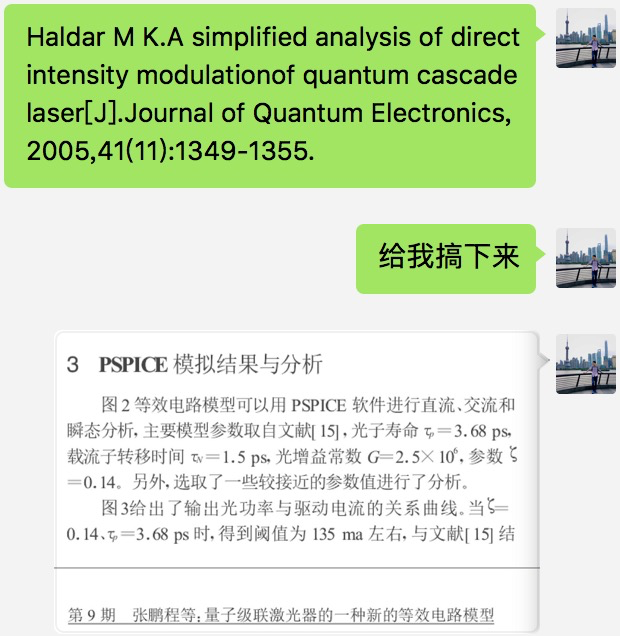 Haldar M K.A simplified analysis of direct
intensity modulationof quantum cascade
laser[J].Journal of Quantum Electronics,
2005,41(11):1349-1355.
给我搞下来
3 PSPICE 模拟结果与分析
图 2 等效电路模型可以用 PSPICE 软件进行直流、交流和
瞬态分析, 主要模型参数取自文献[ 15] , 光子寿命 τp=3.68 ps,
载流子转移时间 τN=1.5 ps, 光增益常数 G=2.5×10⁶, 参数 ζ
=0.14。另外, 选取了一些较接近的参数值进行了分析。
图 3给出了输出光功率与驱动电流的关系曲线。当ζ=
0.14、τp=3.68 ps 时, 得到阈值为 135 ma 左右, 与文献[ 15] 结
第 9 期 张鹏程等: 量子级联激光器的一种新的等效电路模型